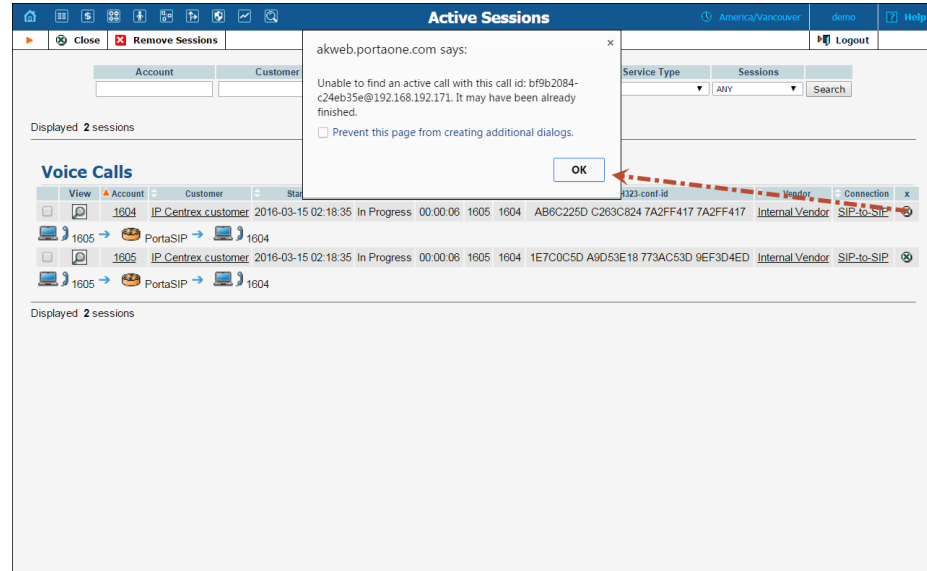 Active Sessions
America/Vancouver
demo
? Help
Close
Remove Sessions
Logout
akweb.portaone.com says:
×
Unable to find an active call with this call id: bf9b2084-
c24eb35e@192.168.192.171. It may have been already
finished.
Prevent this page from creating additional dialogs.
OK
Account
Customer
Service Type
Sessions
ANY
Search
Displayed 2 sessions
Voice Calls
View Account Customer Star H323-conf-id Vendor Connection x
1604 IP Centrex customer 2016-03-15 02:18:35 In Progress 00:00:06 1605 1604 AB6C225D C263C824 7A2FF417 7A2FF417 Internal Vendor SIP-to-SIP
1605 PortaSIP 1604
1605 IP Centrex customer 2016-03-15 02:18:35 In Progress 00:00:06 1605 1604 1E7C0C5D A9D53E18 773AC53D 9EF3D4ED Internal Vendor SIP-to-SIP
1605 PortaSIP 1604
Displayed 2 sessions